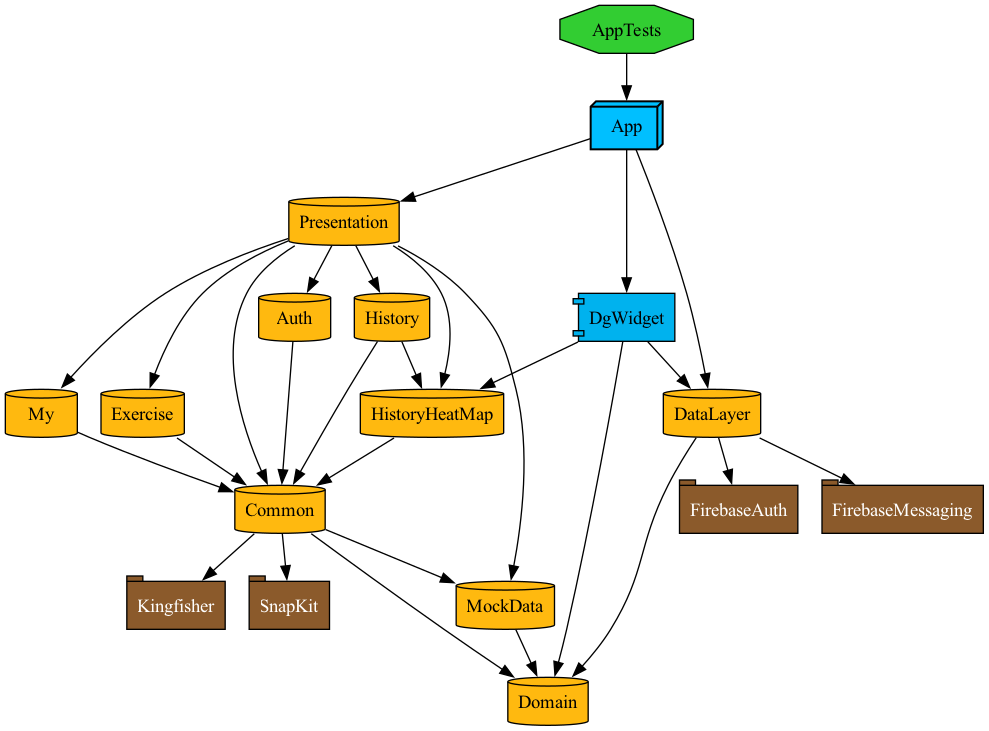 AppTests
App
Presentation
Auth
History
DgWidget
My
Exercise
HistoryHeatMap
DataLayer
Common
FirebaseAuth
FirebaseMessaging
Kingfisher
SnapKit
MockData
Domain